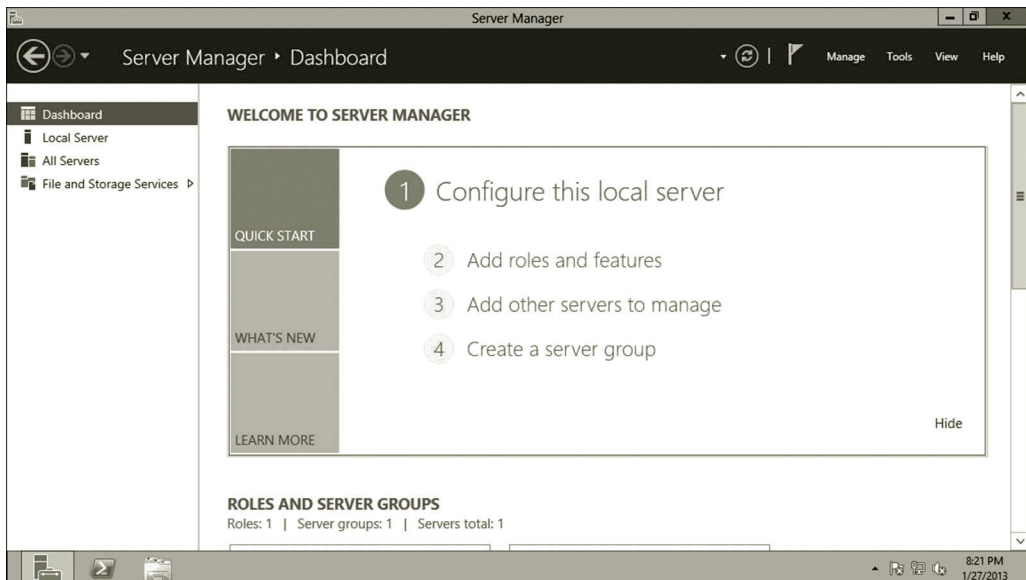 Server Manager
Server Manager ‣ Dashboard
Manage Tools View Help
Dashboard
Local Server
All Servers
File and Storage Services
WELCOME TO SERVER MANAGER
QUICK START
WHAT'S NEW
LEARN MORE
1 Configure this local server
2 Add roles and features
3 Add other servers to manage
4 Create a server group
Hide
ROLES AND SERVER GROUPS
Roles: 1 | Server groups: 1 | Servers total: 1
8:21 PM
1/27/2013